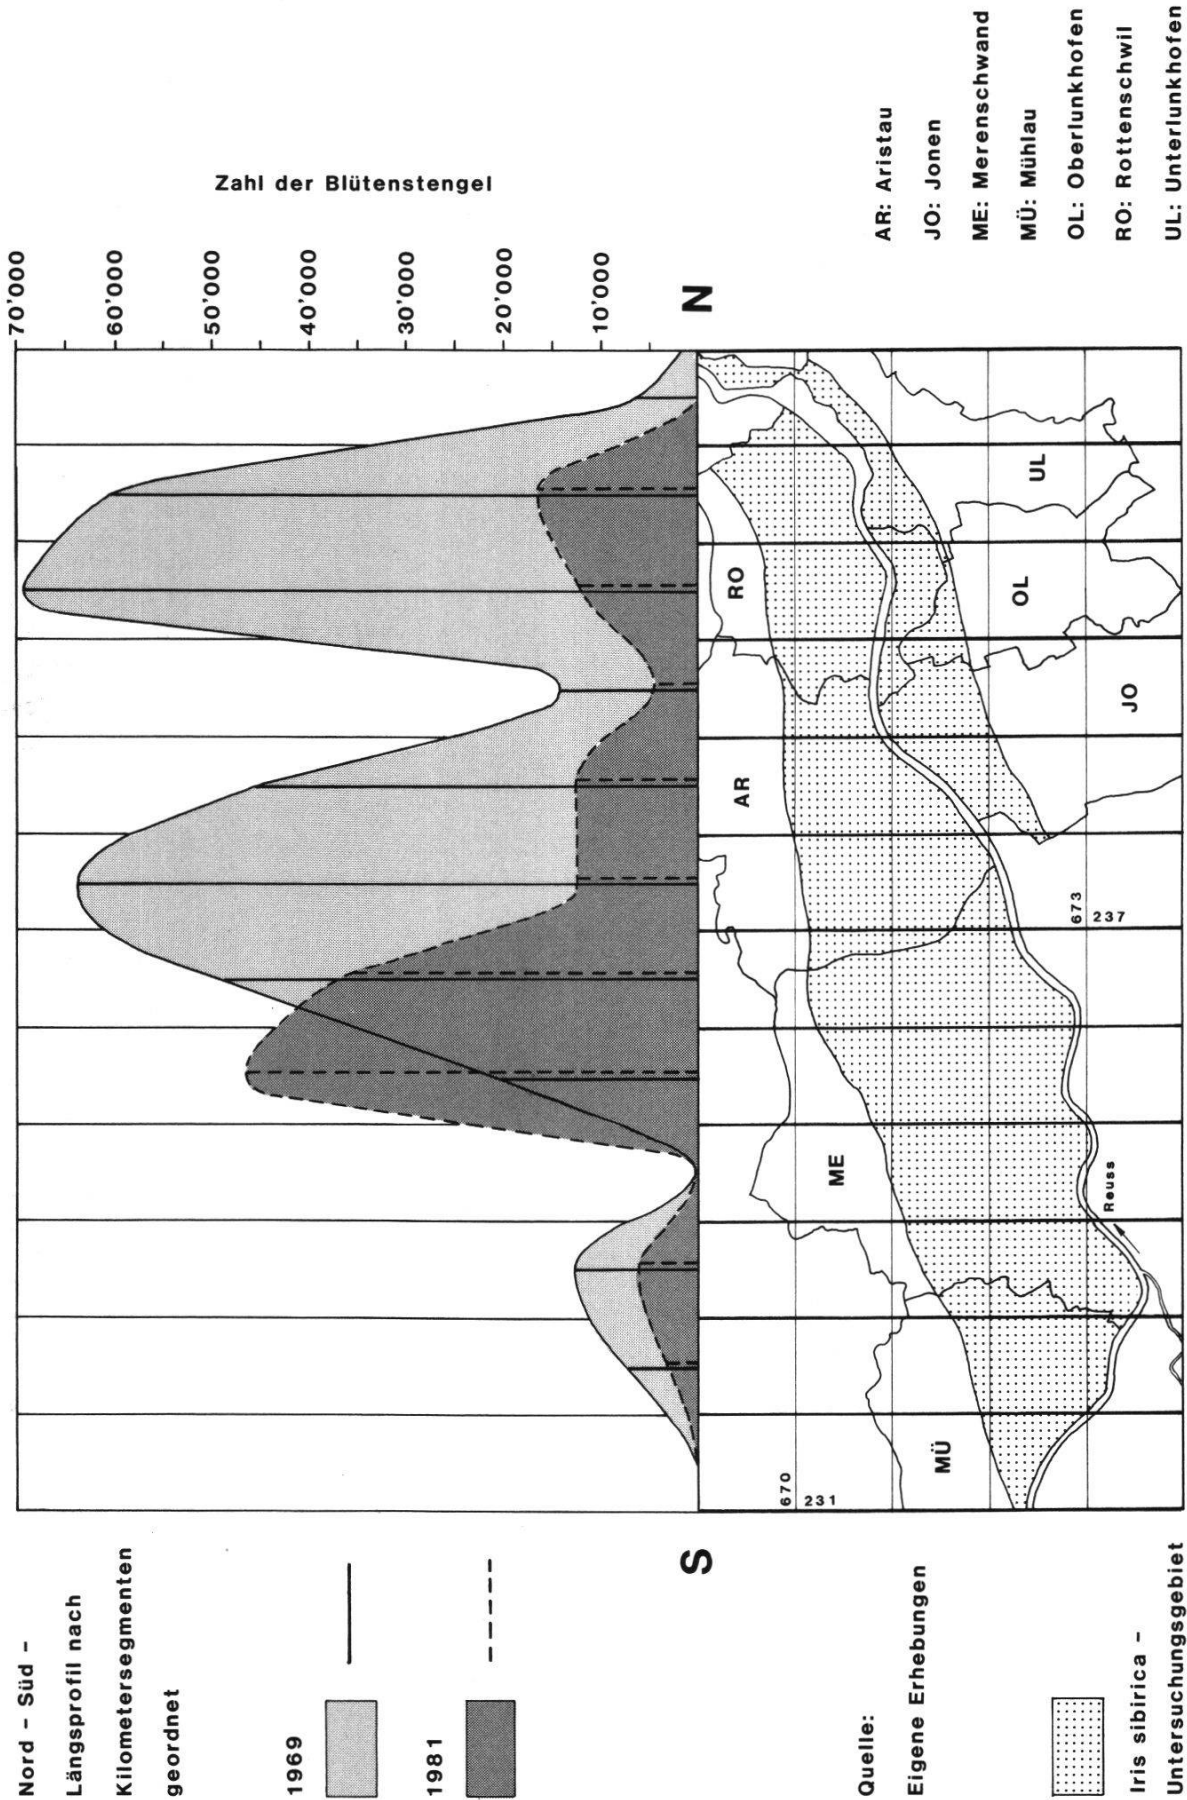 Nord - Süd -
Längsprofil nach
Kilometersegmenten
geordnet
1969
1981
Quelle:
Eigene Erhebungen
Iris sibirica -
Untersuchungsgebiet
Zahl der Blütenstengel
70'000
60'000
50'000
40'000
30'000
20'000
10'000
S
N
RO
AR
ME
MÜ
UL
OL
JO
670
231
673
237
Reuss
AR: Aristau
JO: Jonen
ME: Merenschwand
MÜ: Mühlau
OL: Oberlunkhofen
RO: Rottenschwil
UL: Unterlunkhofen